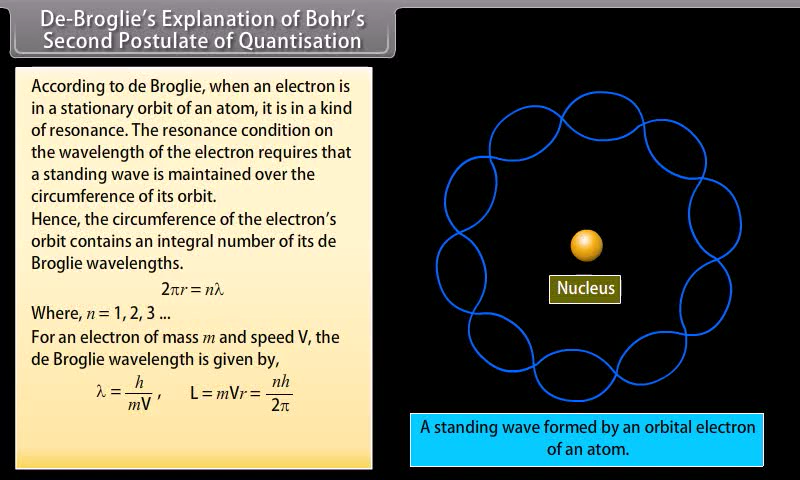 De-Broglie's Explanation of Bohr's
Second Postulate of Quantisation
According to de Broglie, when an electron is
in a stationary orbit of an atom, it is in a kind
of resonance. The resonance condition on
the wavelength of the electron requires that
a standing wave is maintained over the
circumference of its orbit.
Hence, the circumference of the electron's
orbit contains an integral number of its de
Broglie wavelengths.
2πr = nλ
Where, n = 1, 2, 3 ...
For an electron of mass m and speed V, the
de Broglie wavelength is given by,
λ = h/mV, L = mVr = nh/2π
Nucleus
A standing wave formed by an orbital electron
of an atom.